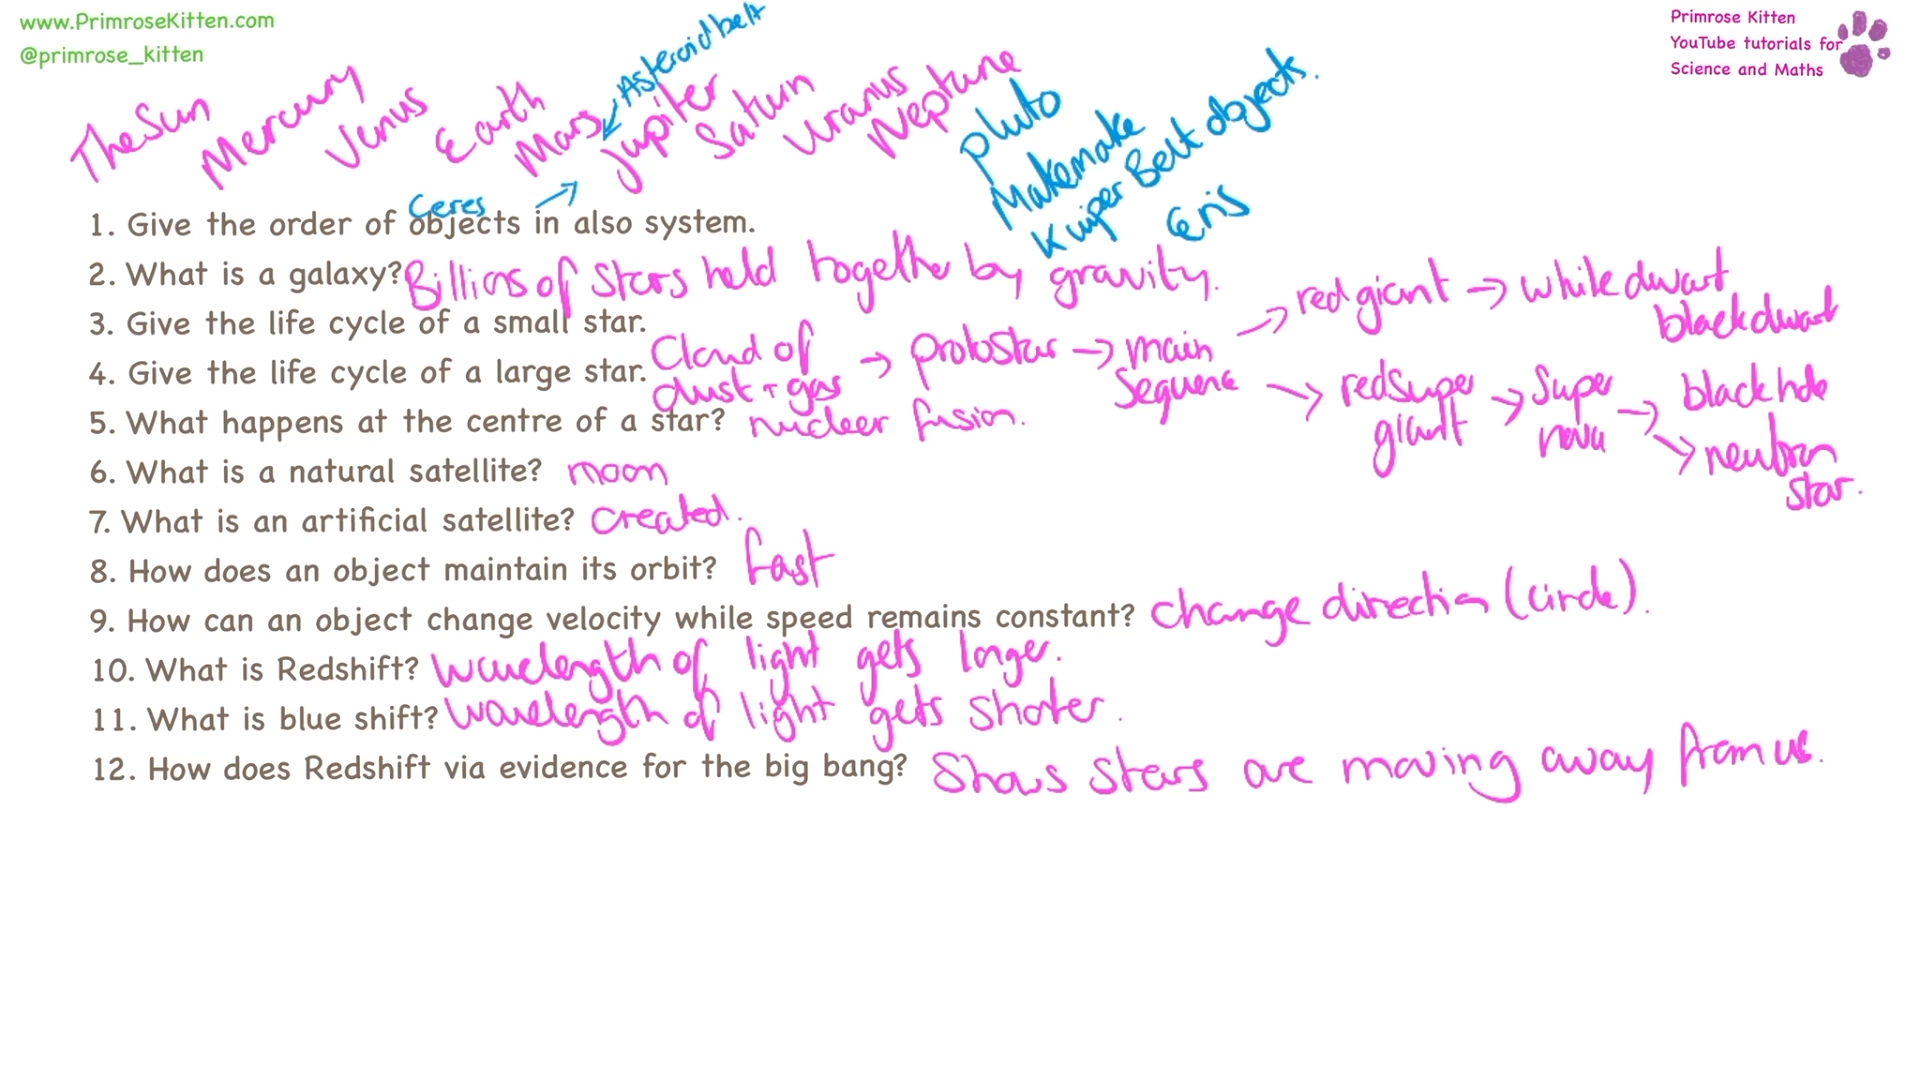 www.PrimroseKitten.com
@primrose_kitten
Primrose Kitten
YouTube tutorials for
Science and Maths
The Sun Mercury Venus Earth Mars Asteroid belt Jupiter Saturn Uranus Neptune
Pluto
Makemake
Kuiper Belt objects.
Eris
Ceres
1. Give the order of objects in also system.
2. What is a galaxy? Billions of stars held together by gravity.
3. Give the life cycle of a small star.
4. Give the life cycle of a large star.
Cloud of dust + gas → protostar → main sequence
→ red giant → white dwarf black dwarf
→ red super giant → super nova → black hole
→ neutron star.
5. What happens at the centre of a star? nuclear fusion.
6. What is a natural satellite? moon
7. What is an artificial satellite? created.
8. How does an object maintain its orbit? fast
9. How can an object change velocity while speed remains constant? change direction (circle).
10. What is Redshift? wavelength of light gets longer.
11. What is blue shift? wavelength of light gets shorter.
12. How does Redshift via evidence for the big bang? Shows stars are moving away from us.